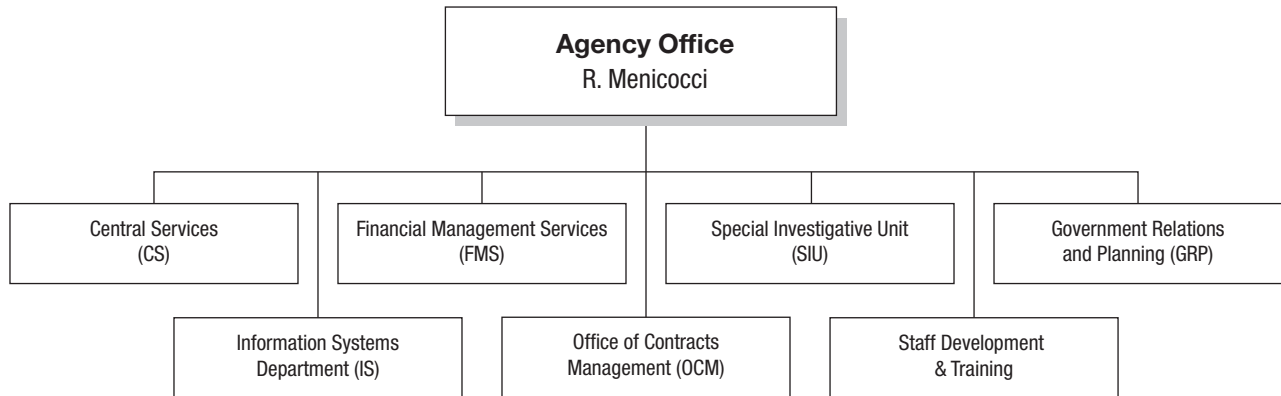 Agency Office
R. Menicocci
Central Services
(CS)
Financial Management Services
(FMS)
Special Investigative Unit
(SIU)
Government Relations
and Planning (GRP)
Information Systems
Department (IS)
Office of Contracts
Management (OCM)
Staff Development
& Training